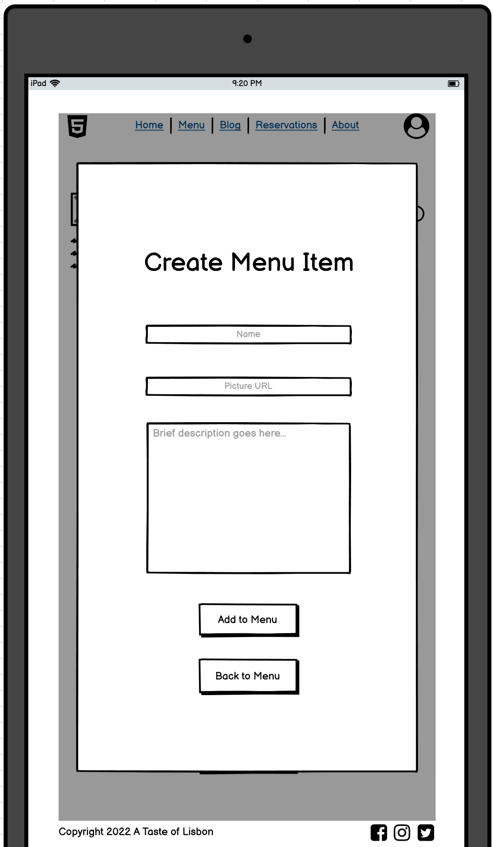 iPad 9:20 PM
5
Home Menu Blog Reservations About
Create Menu Item
Name
Picture URL
Brief description goes here...
Add to Menu
Back to Menu
Copyright 2022 A Taste of Lisbon